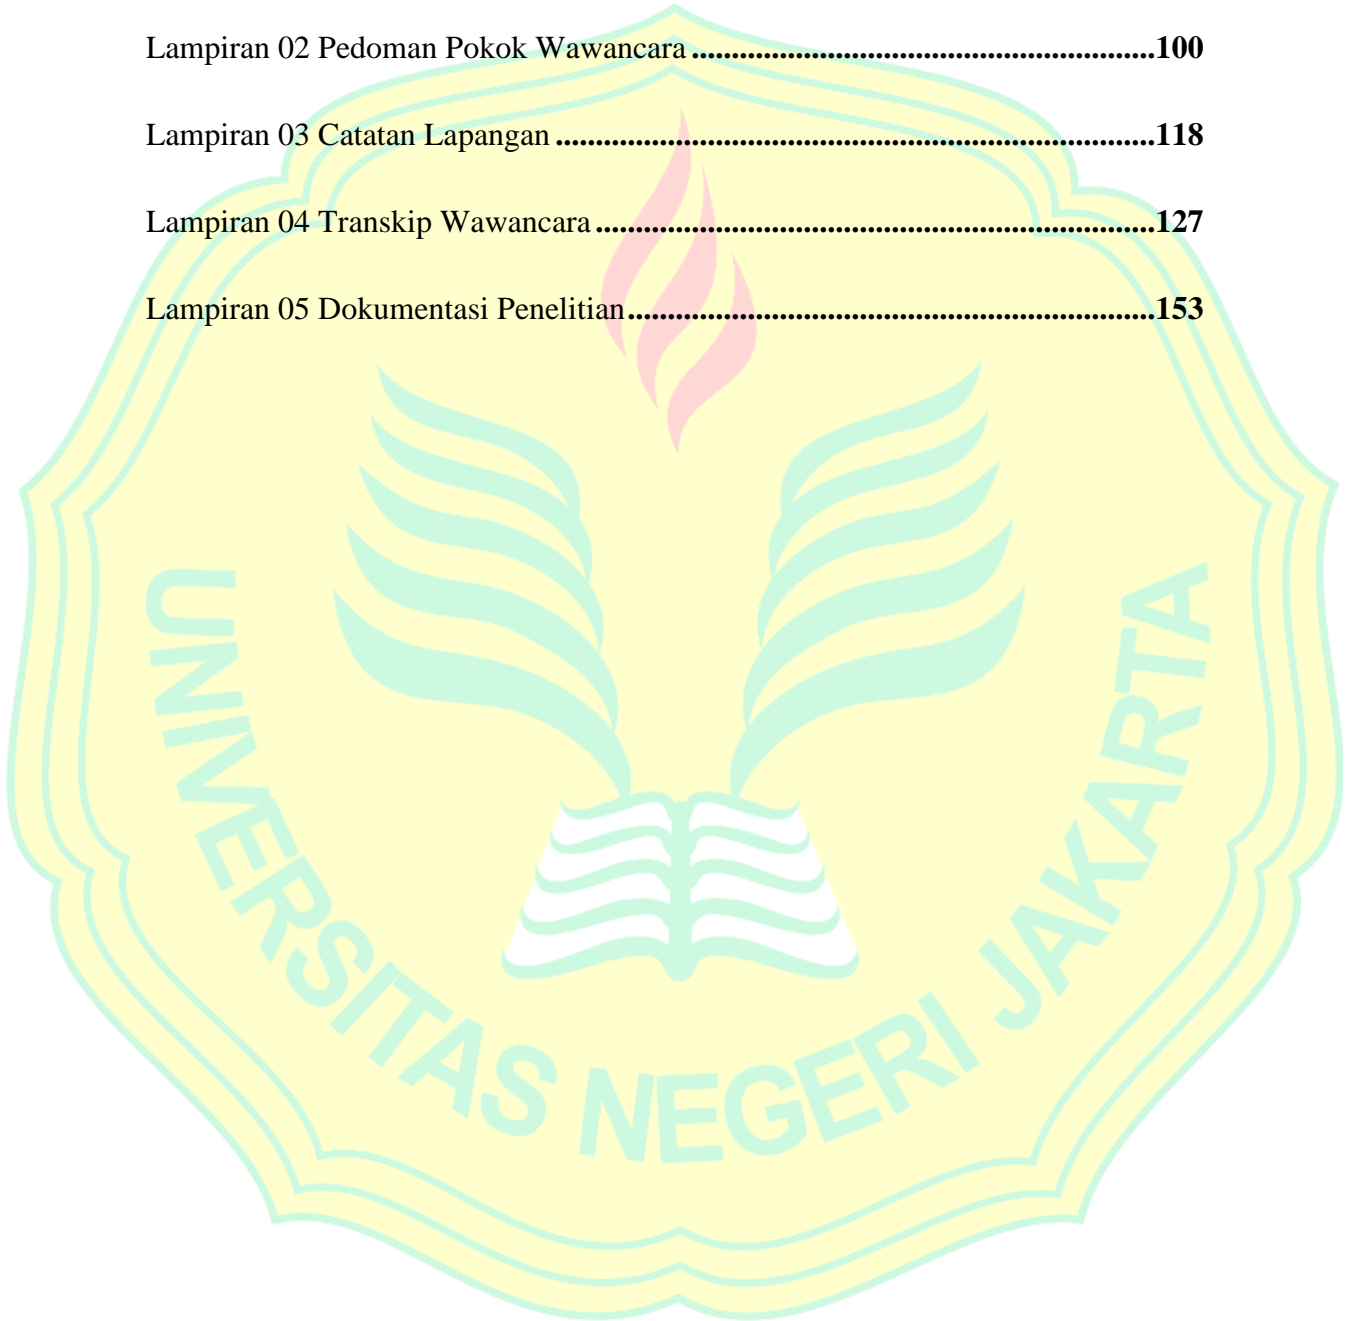 Lampiran 02 Pedoman Pokok Wawancara ............................................................100
Lampiran 03 Catatan Lapangan ............................................................................118
Lampiran 04 Transkip Wawancara .......................................................................127
Lampiran 05 Dokumentasi Penelitian....................................................................153
UNIVERSITAS NEGERI JAKARTA